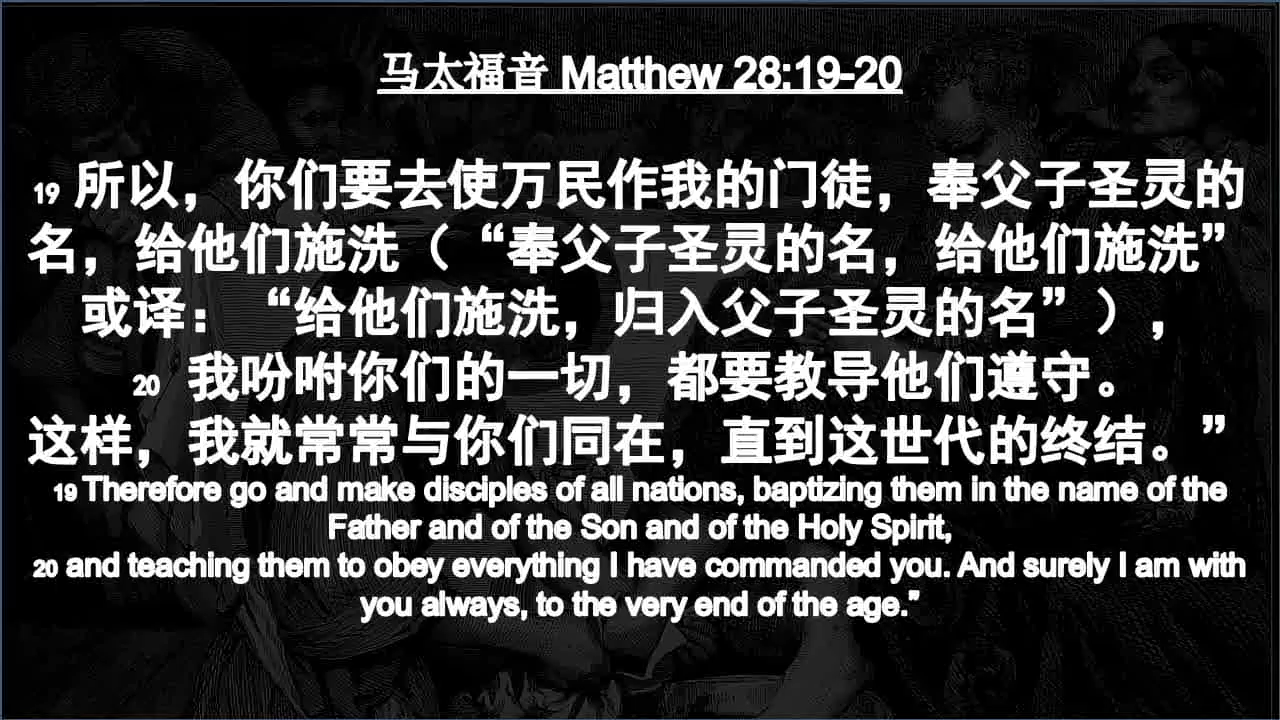 马太福音 Matthew 28:19-20
19 所以，你们要去使万民作我的门徒，奉父子圣灵的
名，给他们施洗（“奉父子圣灵的名，给他们施洗”
或译：“给他们施洗，归入父子圣灵的名”），
20 我吩咐你们的一切，都要教导他们遵守。
这样，我就常常与你们同在，直到这世代的终结。”
19 Therefore go and make disciples of all nations, baptizing them in the name of the
Father and of the Son and of the Holy Spirit,
20 and teaching them to obey everything I have commanded you. And surely I am with
you always, to the very end of the age.”